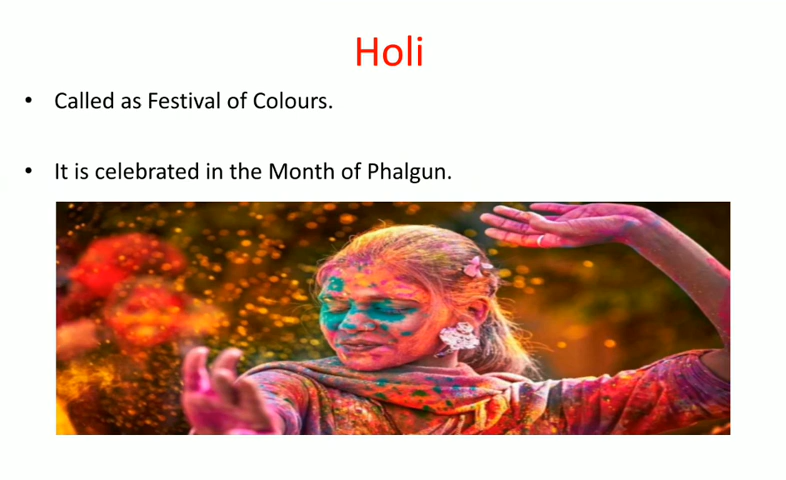 Holi
• Called as Festival of Colours.
• It is celebrated in the Month of Phalgun.